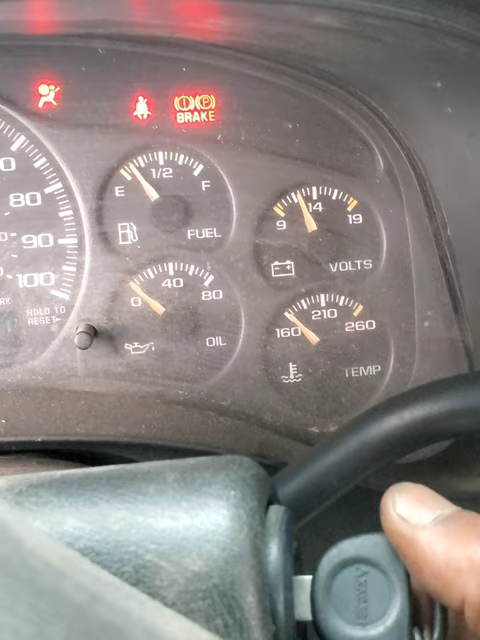 BRAKE
80
90
100
HOLD TO
RESET
E 1/2 F
FUEL
9 14 19
VOLTS
0 40 80
OIL
160 210 260
TEMP